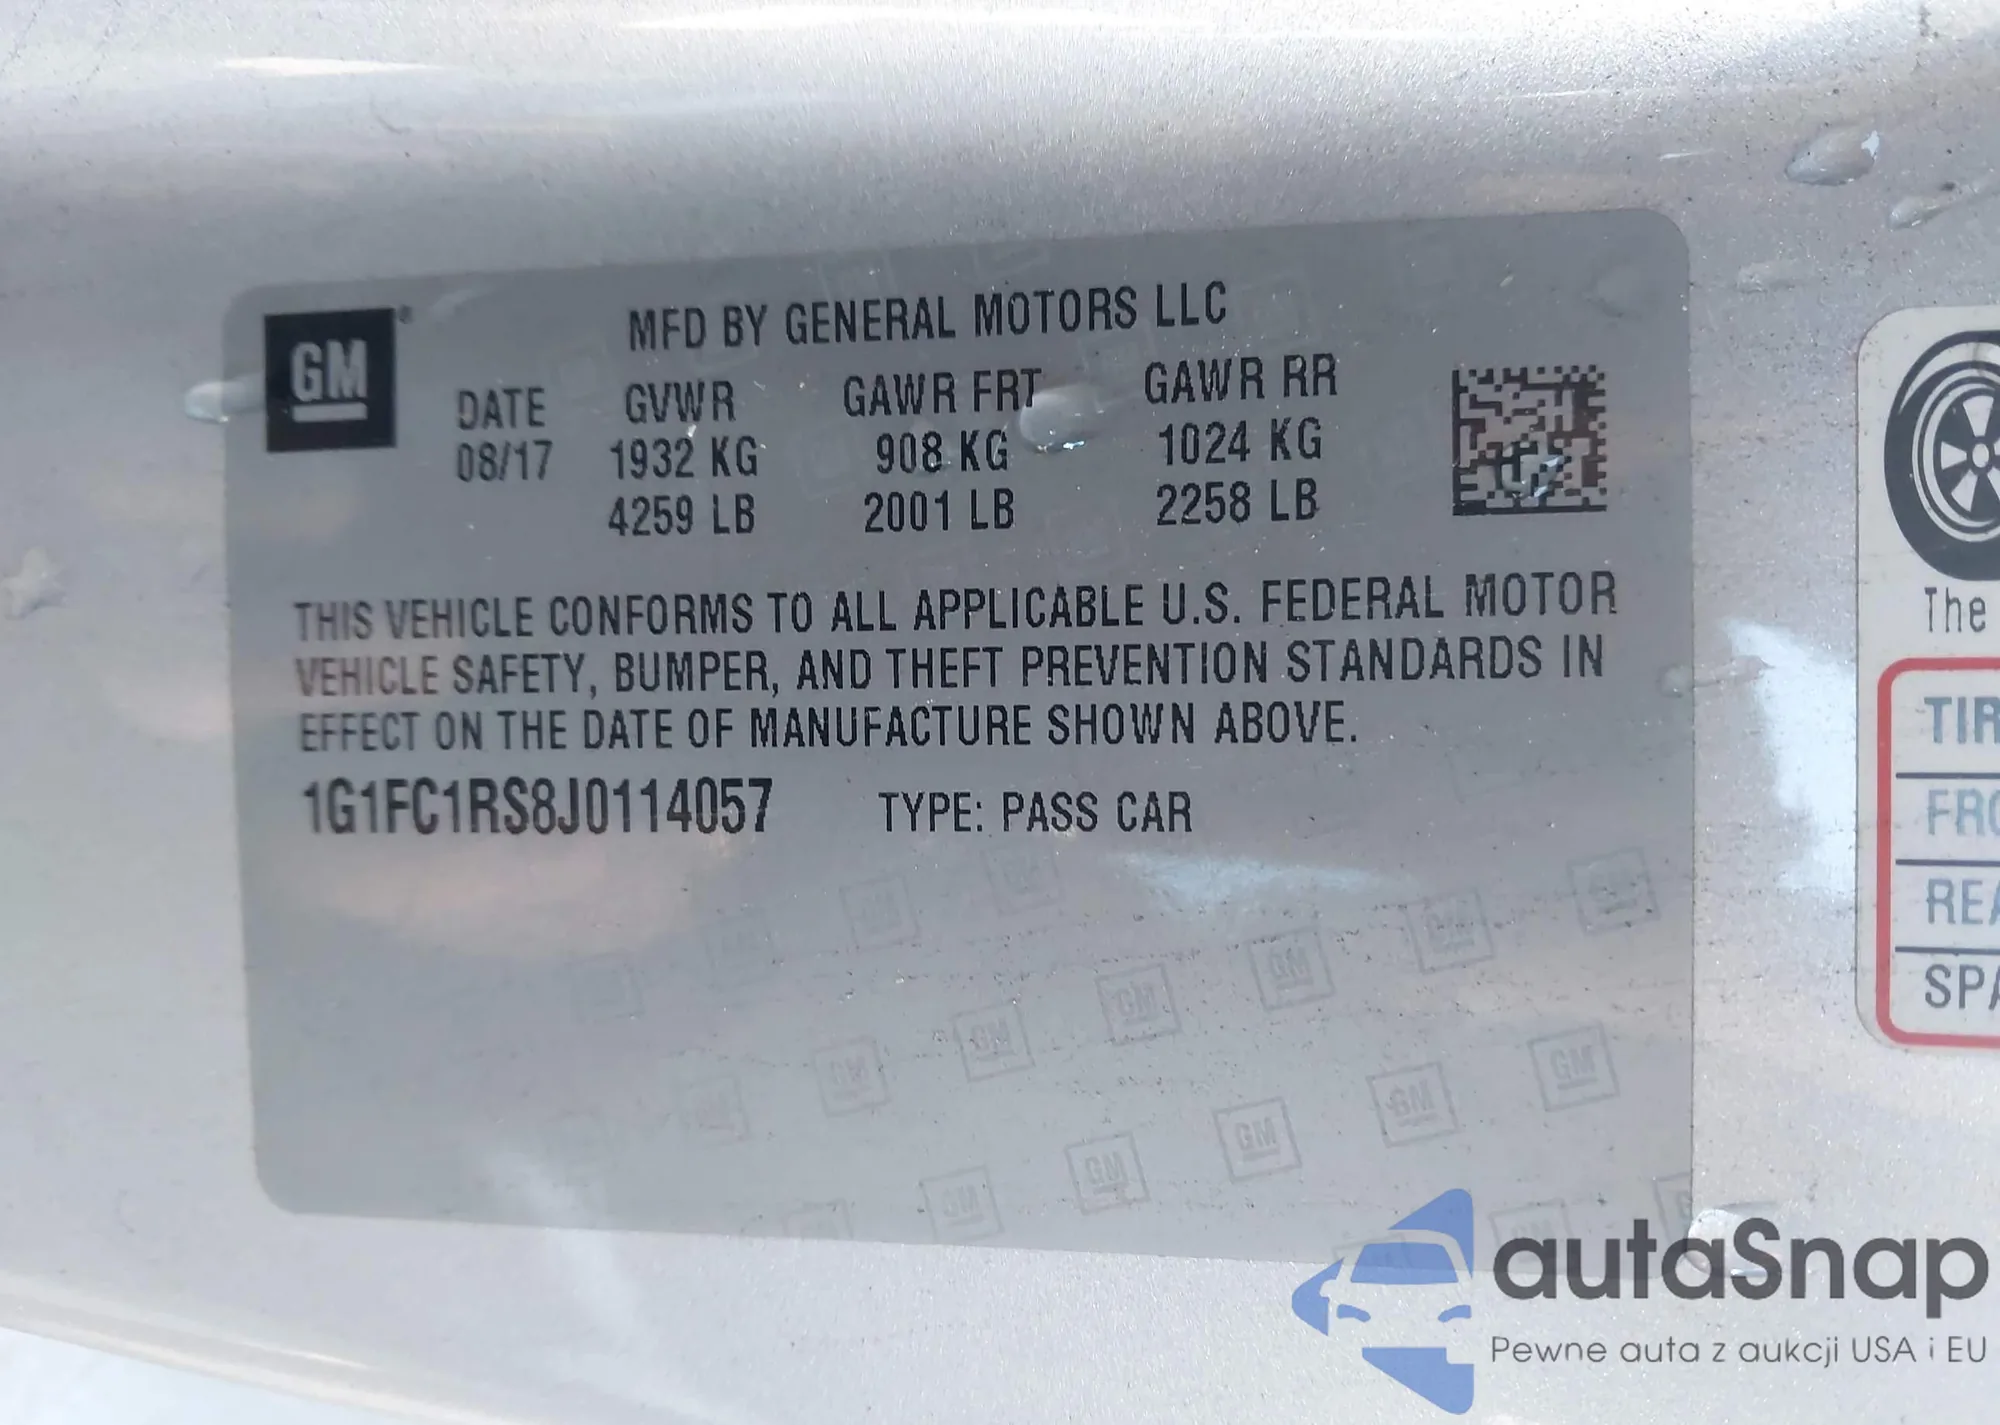 GM
MFD BY GENERAL MOTORS LLC
DATE GVWR GAWR FRT GAWR RR
08/17 1932 KG 908 KG 1024 KG
4259 LB 2001 LB 2258 LB
THIS VEHICLE CONFORMS TO ALL APPLICABLE U.S. FEDERAL MOTOR
VEHICLE SAFETY, BUMPER, AND THEFT PREVENTION STANDARDS IN
EFFECT ON THE DATE OF MANUFACTURE SHOWN ABOVE.
1G1FC1RS8J0114057 TYPE: PASS CAR
The
TIR
FRO
REA
SPA
autaSnap
Pewne auta z aukcji USA i EU